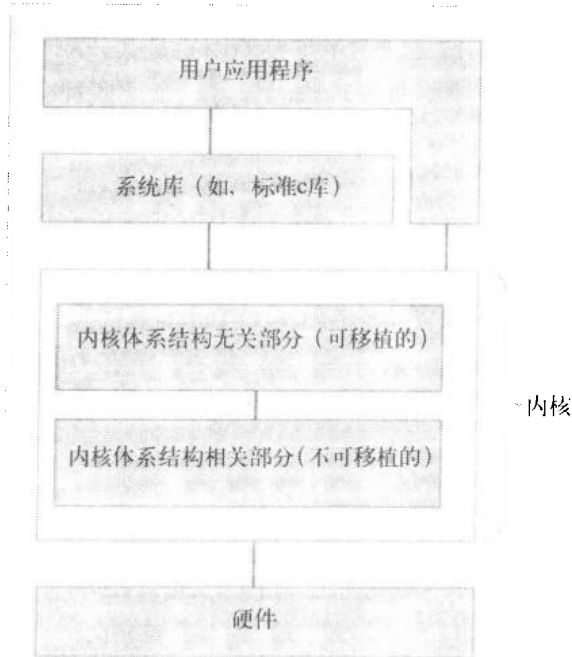 用户应用程序
系统库（如、标准c库）
内核体系结构无关部分（可移植的）
内核
内核体系结构相关部分(不可移植的)
硬件